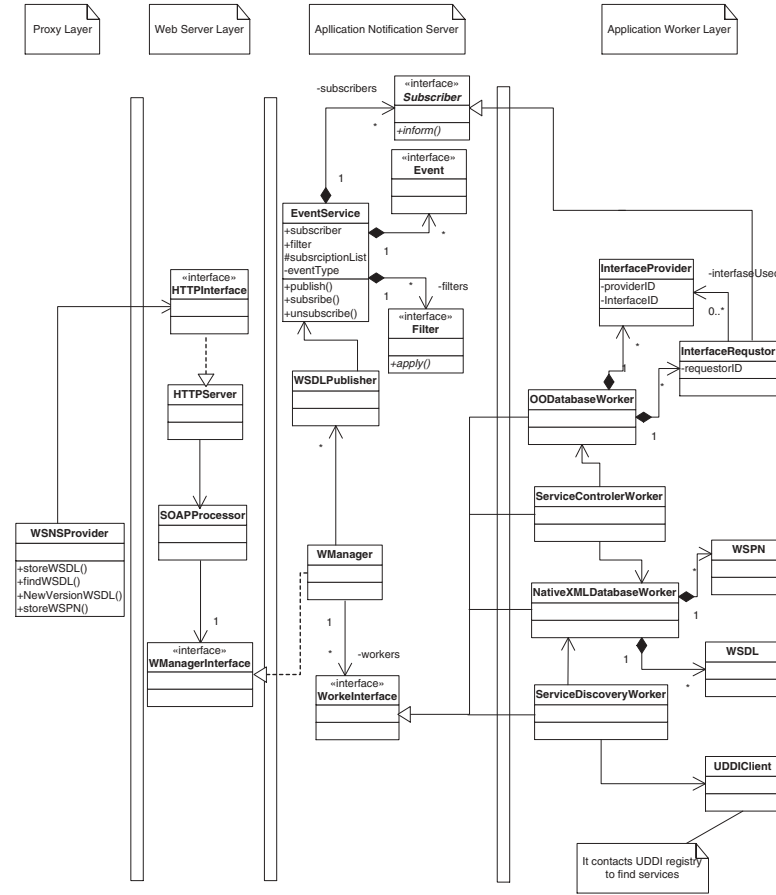 Proxy Layer
Web Server Layer
Apllication Notification Server
Application Worker Layer
-subscribers
*
1
«interface»
Subscriber
+inform()
«interface»
Event
*
1
EventService
+subscriber
+filter
#subsrciptionList
-eventType
+publish()
+subsribe()
+unsubscribe()
*
1
-filters
«interface»
Filter
+apply()
«interface»
HTTPInterface
HTTPServer
WSDLPublisher
*
SOAPProcessor
1
WSNSProvider
+storeWSDL()
+findWSDL()
+NewVersionWSDL()
+storeWSPN()
WManager
1
*
-workers
«interface»
WManagerInterface
«interface»
WorkeInterface
InterfaceProvider
-providerID
-InterfaceID
-interfaseUsed
0..*
*
1
InterfaceRequstor
-requestorID
*
1
OODatabaseWorker
ServiceControlerWorker
NativeXMLDatabaseWorker
WSPN
*
1
WSDL
1
*
ServiceDiscoveryWorker
UDDIClient
It contacts UDDI registry
to find services